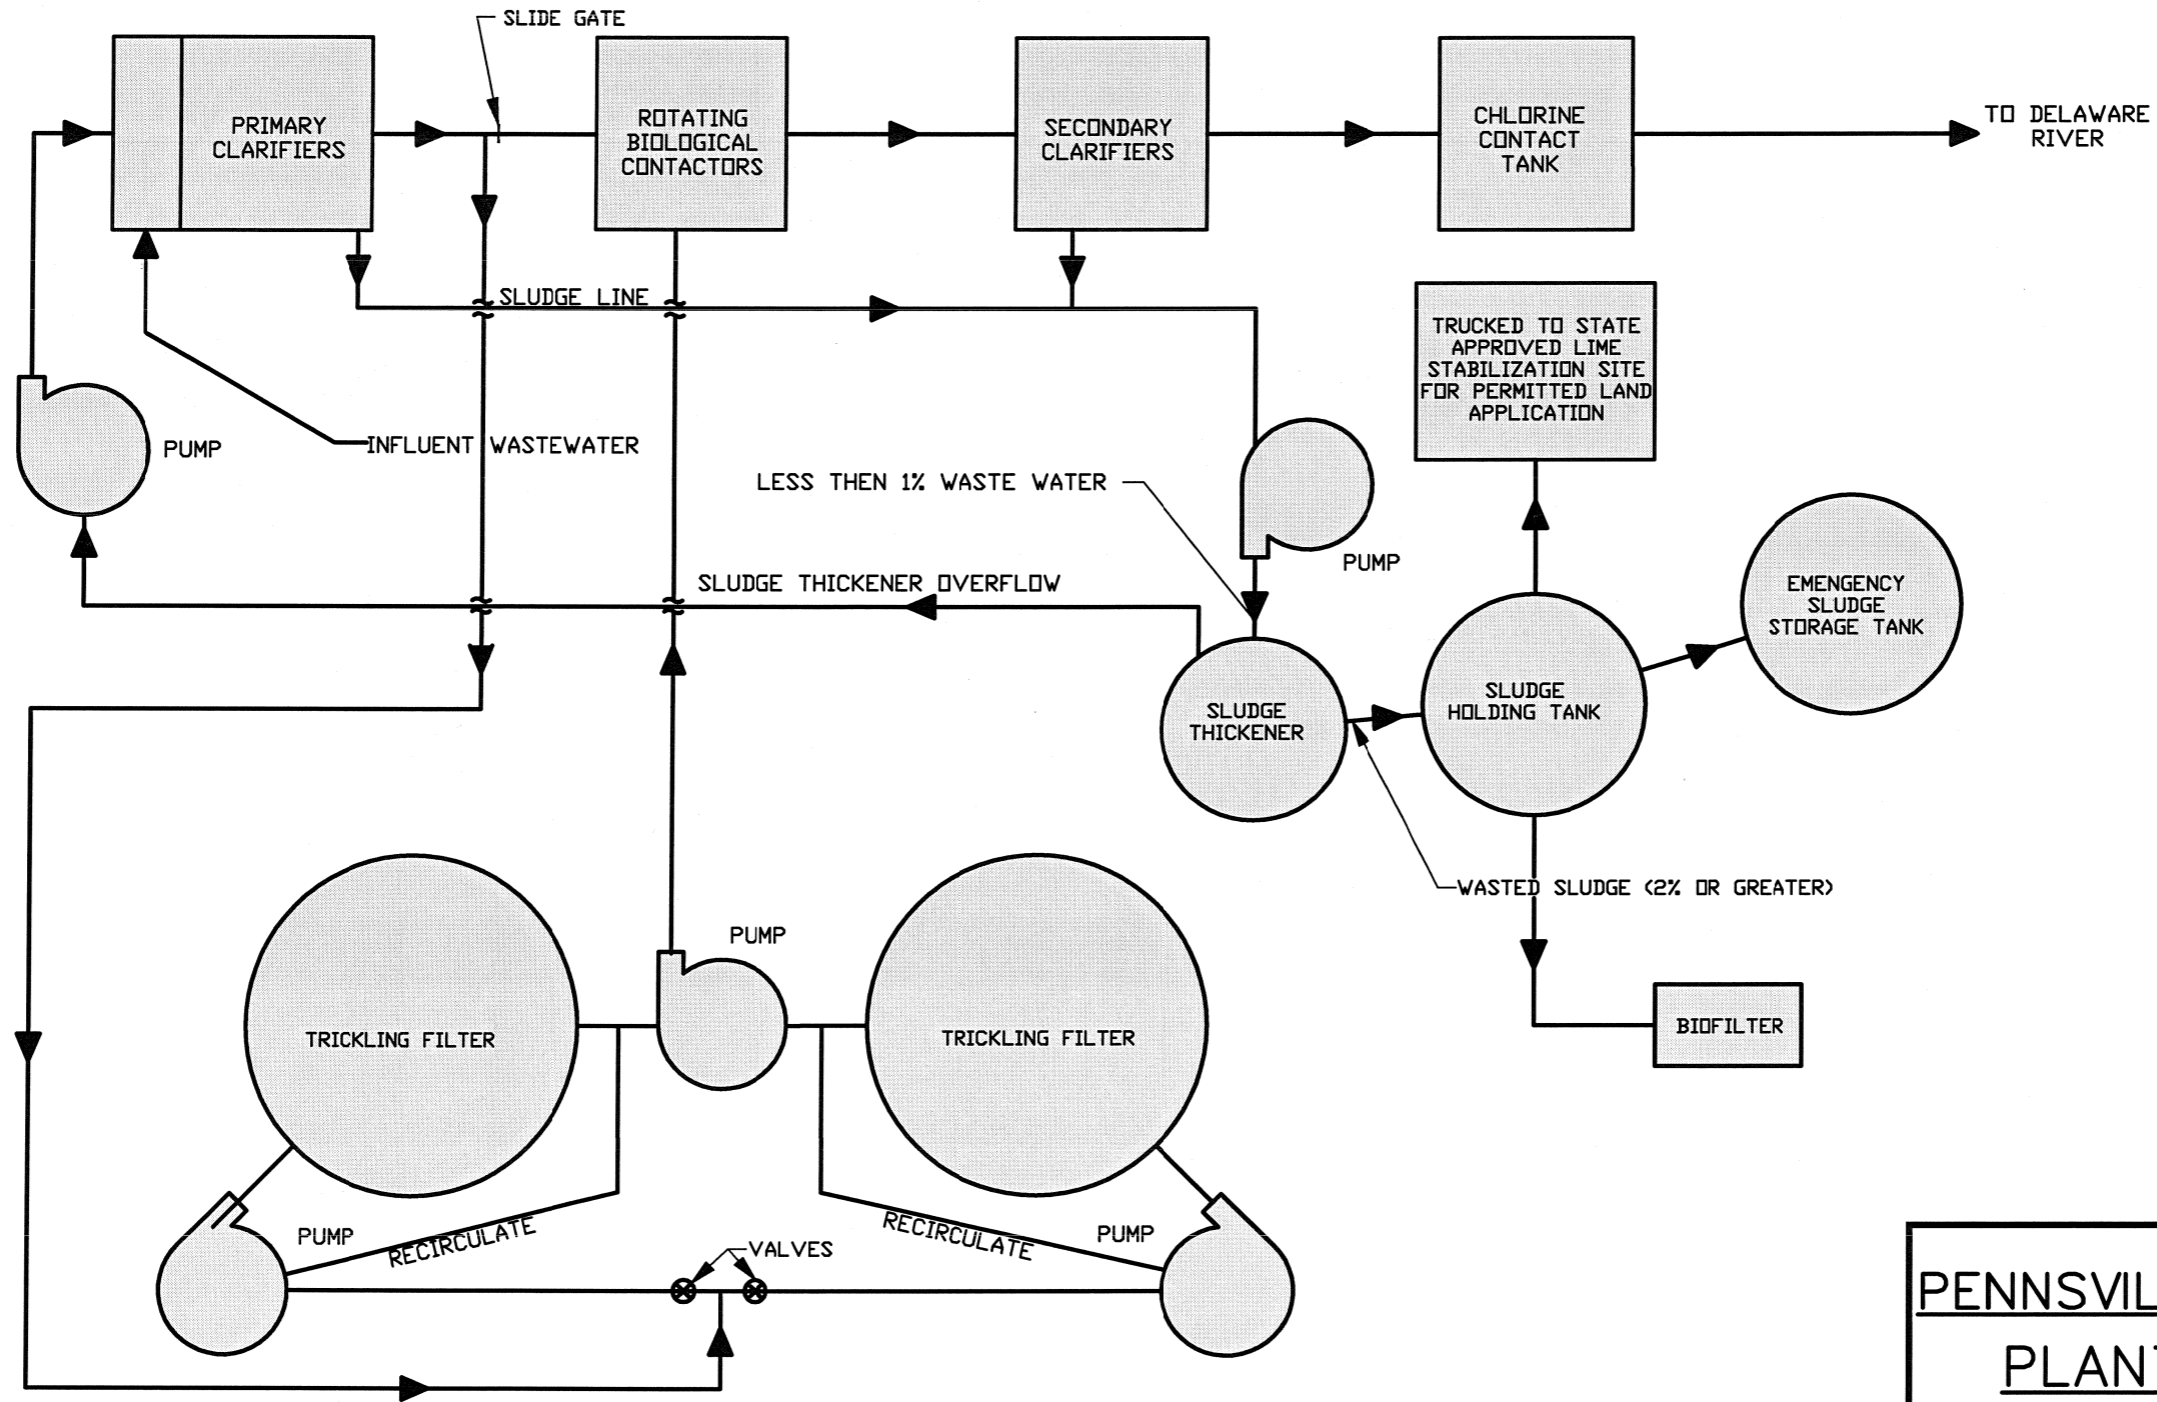 SLIDE GATE
PRIMARY
CLARIFIERS
ROTATING
BIOLOGICAL
CONTACTORS
SECONDARY
CLARIFIERS
CHLORINE
CONTACT
TANK
TO DELAWARE
RIVER
SLUDGE LINE
TRUCKED TO STATE
APPROVED LIME
STABILIZATION SITE
FOR PERMITTED LAND
APPLICATION
PUMP
INFLUENT WASTEWATER
LESS THEN 1% WASTE WATER
PUMP
SLUDGE THICKENER OVERFLOW
EMENGENCY
SLUDGE
STORAGE TANK
SLUDGE
THICKENER
SLUDGE
HOLDING TANK
WASTED SLUDGE (2% OR GREATER)
PUMP
TRICKLING FILTER
TRICKLING FILTER
BIOFILTER
PUMP
RECIRCULATE
RECIRCULATE
PUMP
VALVES
PENNSVIL
PLANT